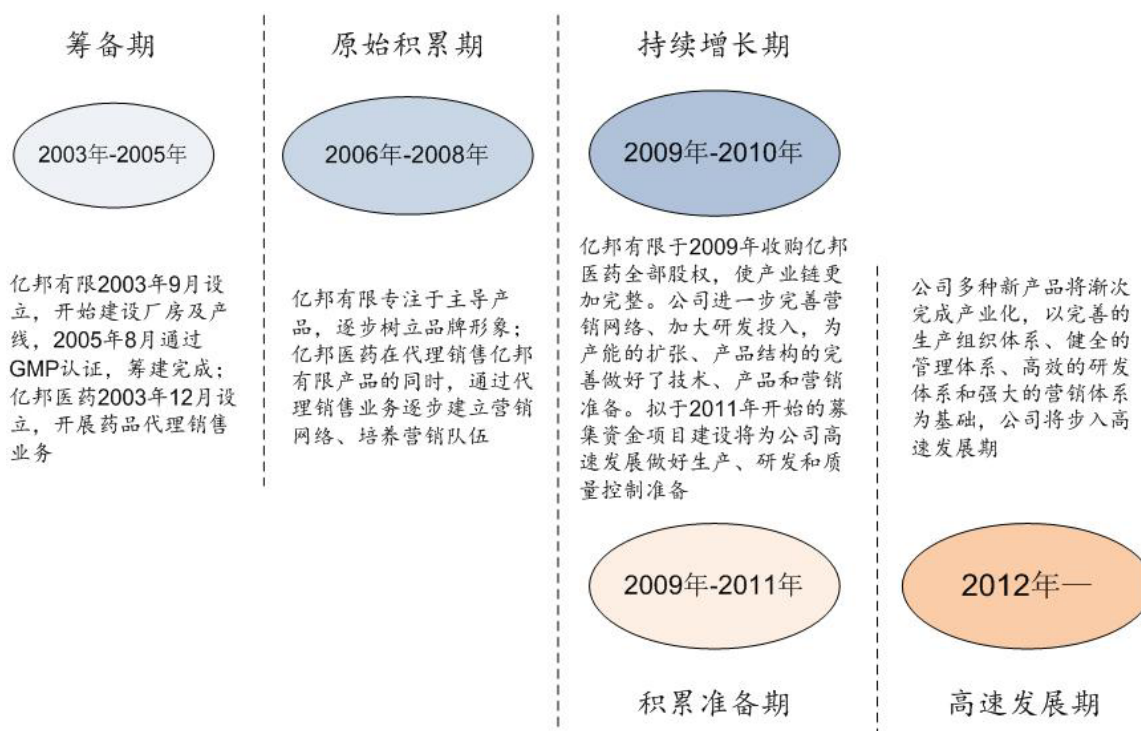 筹备期
2003年-2005年
亿邦有限2003年9月设
立，开始建设厂房及产
线，2005年8月通过
GMP认证，筹建完成；
亿邦医药2003年12月设
立，开展药品代理销售
业务
原始积累期
2006年-2008年
亿邦有限专注于主导产
品，逐步树立品牌形象；
亿邦医药在代理销售亿邦
有限产品的同时，通过代
理销售业务逐步建立营销
网络、培养营销队伍
持续增长期
2009年-2010年
亿邦有限于2009年收购亿邦
医药全部股权，使产业链更
加完整。公司进一步完善营
销网络、加大研发投入，为
产能的扩张、产品结构的完
善做好了技术、产品和营销
准备。拟于2011年开始的募
集资金项目建设将为公司高
速发展做好生产、研发和质
量控制准备
2009年-2011年
积累准备期
公司多种新产品将渐次
完成产业化，以完善的
生产组织体系、健全的
管理体系、高效的研发
体系和强大的营销体系
为基础，公司将步入高
速发展期
2012年—
高速发展期